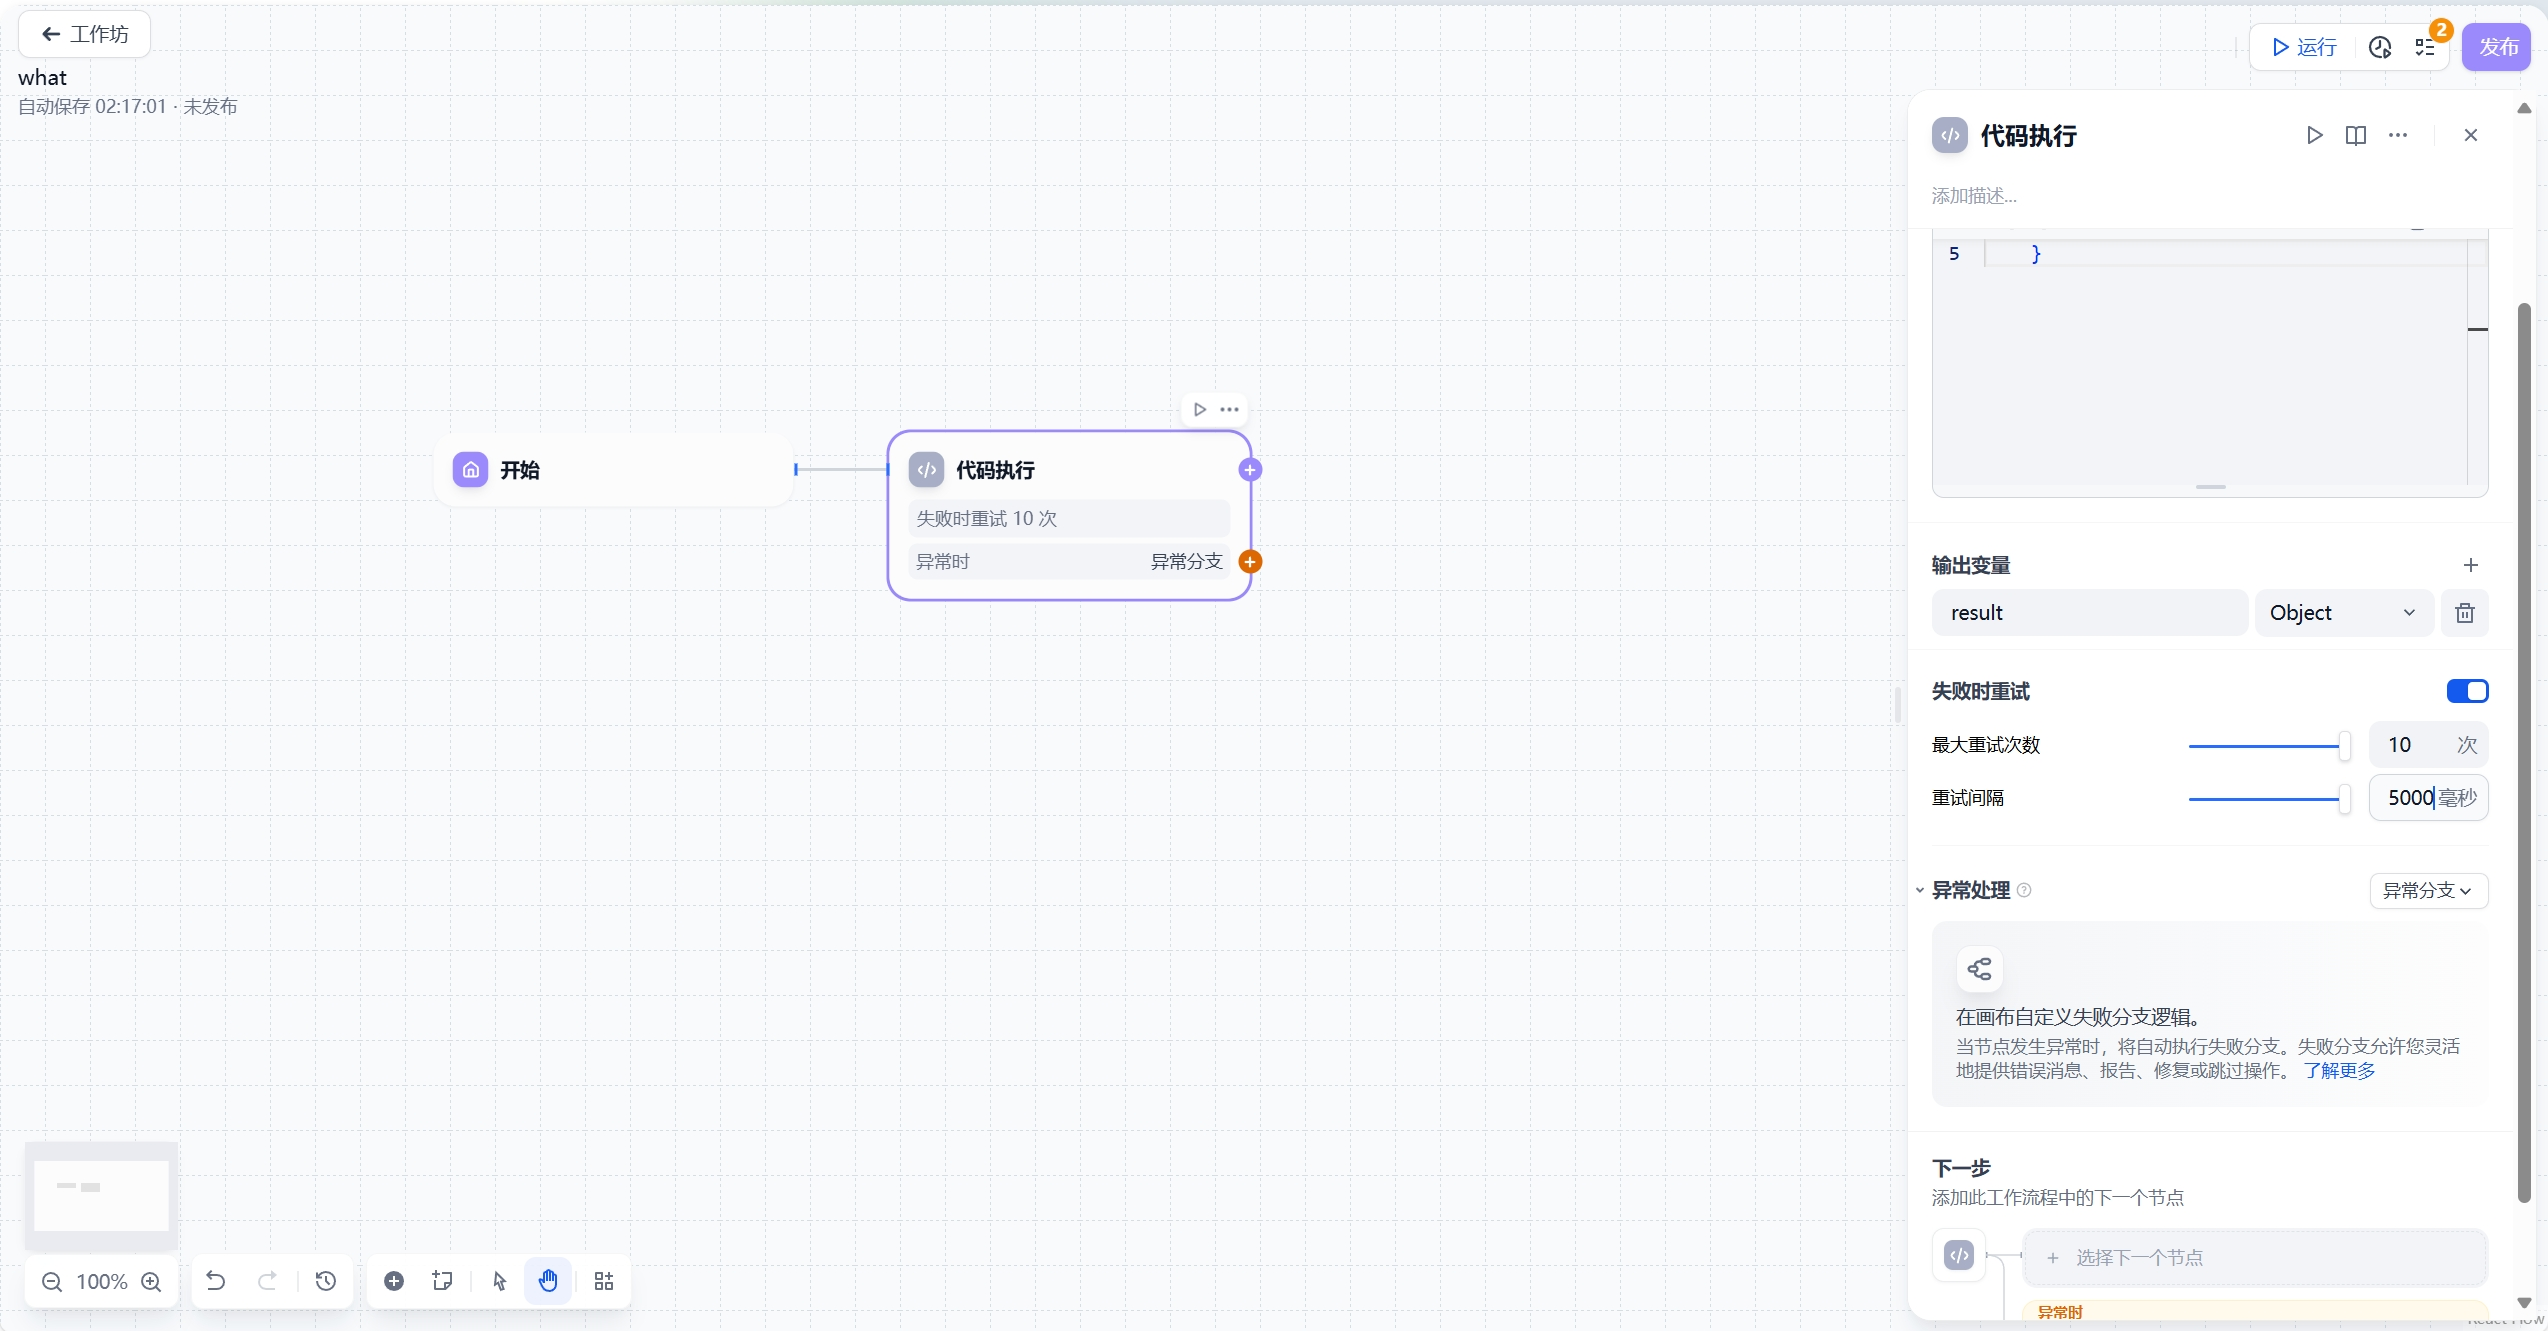 工作坊
what
自动保存 02:17:01 · 未发布
运行
2
发布
开始
代码执行
失败时重试 10 次
异常时 异常分支
100%
代码执行
添加描述...
5 }
输出变量
result Object
失败时重试
最大重试次数 10 次
重试间隔 5000 毫秒
异常处理 异常分支
在画布自定义失败分支逻辑。
当节点发生异常时，将自动执行失败分支。失败分支允许您灵活
地提供错误消息、报告、修复或跳过操作。 了解更多
下一步
添加此工作流程中的下一个节点
选择下一个节点
异常时
React Flow